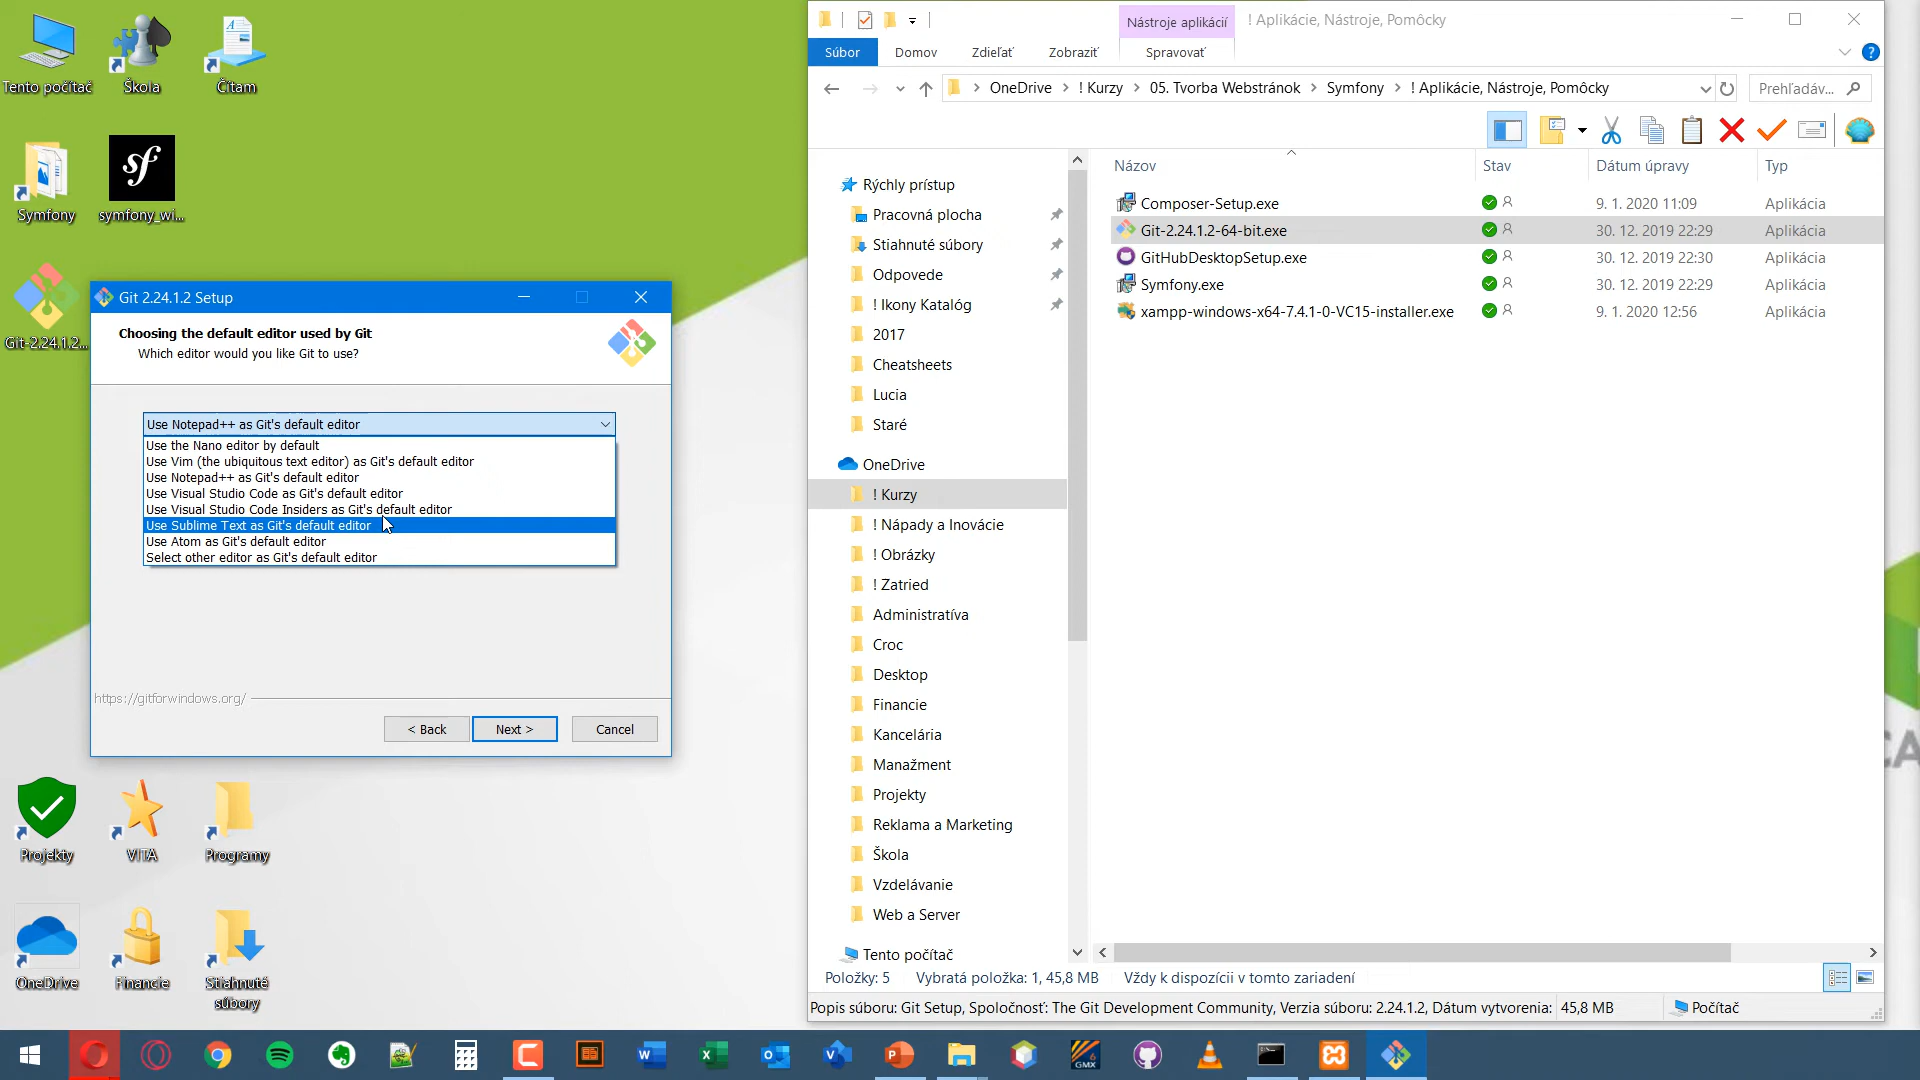 Tento počítač
Škola
Čítam
Symfony
symfony_wi...
Git-2.24.1.2...
Git 2.24.1.2 Setup
Choosing the default editor used by Git
Which editor would you like Git to use?
Use Notepad++ as Git's default editor
Use the Nano editor by default
Use Vim (the ubiquitous text editor) as Git's default editor
Use Notepad++ as Git's default editor
Use Visual Studio Code as Git's default editor
Use Visual Studio Code Insiders as Git's default editor
Use Sublime Text as Git's default editor
Use Atom as Git's default editor
Select other editor as Git's default editor
https://gitforwindows.org/
< Back
Next >
Cancel
Projekty
VITA
Programy
OneDrive
Financie
Stiahnuté
súbory
Nástroje aplikácií
! Aplikácie, Nástroje, Pomôcky
Súbor
Domov
Zdieľať
Zobraziť
Spravovať
OneDrive
! Kurzy
05. Tvorba Webstránok
Symfony
! Aplikácie, Nástroje, Pomôcky
Prehľadáv...
Rýchly prístup
Pracovná plocha
Stiahnuté súbory
Odpovede
! Ikony Katalóg
2017
Cheatsheets
Lucia
Staré
OneDrive
! Kurzy
! Nápady a Inovácie
! Obrázky
! Zatried
Administratíva
Croc
Desktop
Financie
Kancelária
Manažment
Projekty
Reklama a Marketing
Škola
Vzdelávanie
Web a Server
Tento počítač
Názov Stav Dátum úpravy Typ
Composer-Setup.exe 9. 1. 2020 11:09 Aplikácia
Git-2.24.1.2-64-bit.exe 30. 12. 2019 22:29 Aplikácia
GitHubDesktopSetup.exe 30. 12. 2019 22:30 Aplikácia
Symfony.exe 30. 12. 2019 22:29 Aplikácia
xampp-windows-x64-7.4.1-0-VC15-installer.exe 9. 1. 2020 12:56 Aplikácia
Položky: 5 Vybratá položka: 1, 45,8 MB Vždy k dispozícii v tomto zariadení
Popis súboru: Git Setup, Spoločnosť: The Git Development Community, Verzia súboru: 2.24.1.2, Dátum vytvorenia: 45,8 MB Počítač